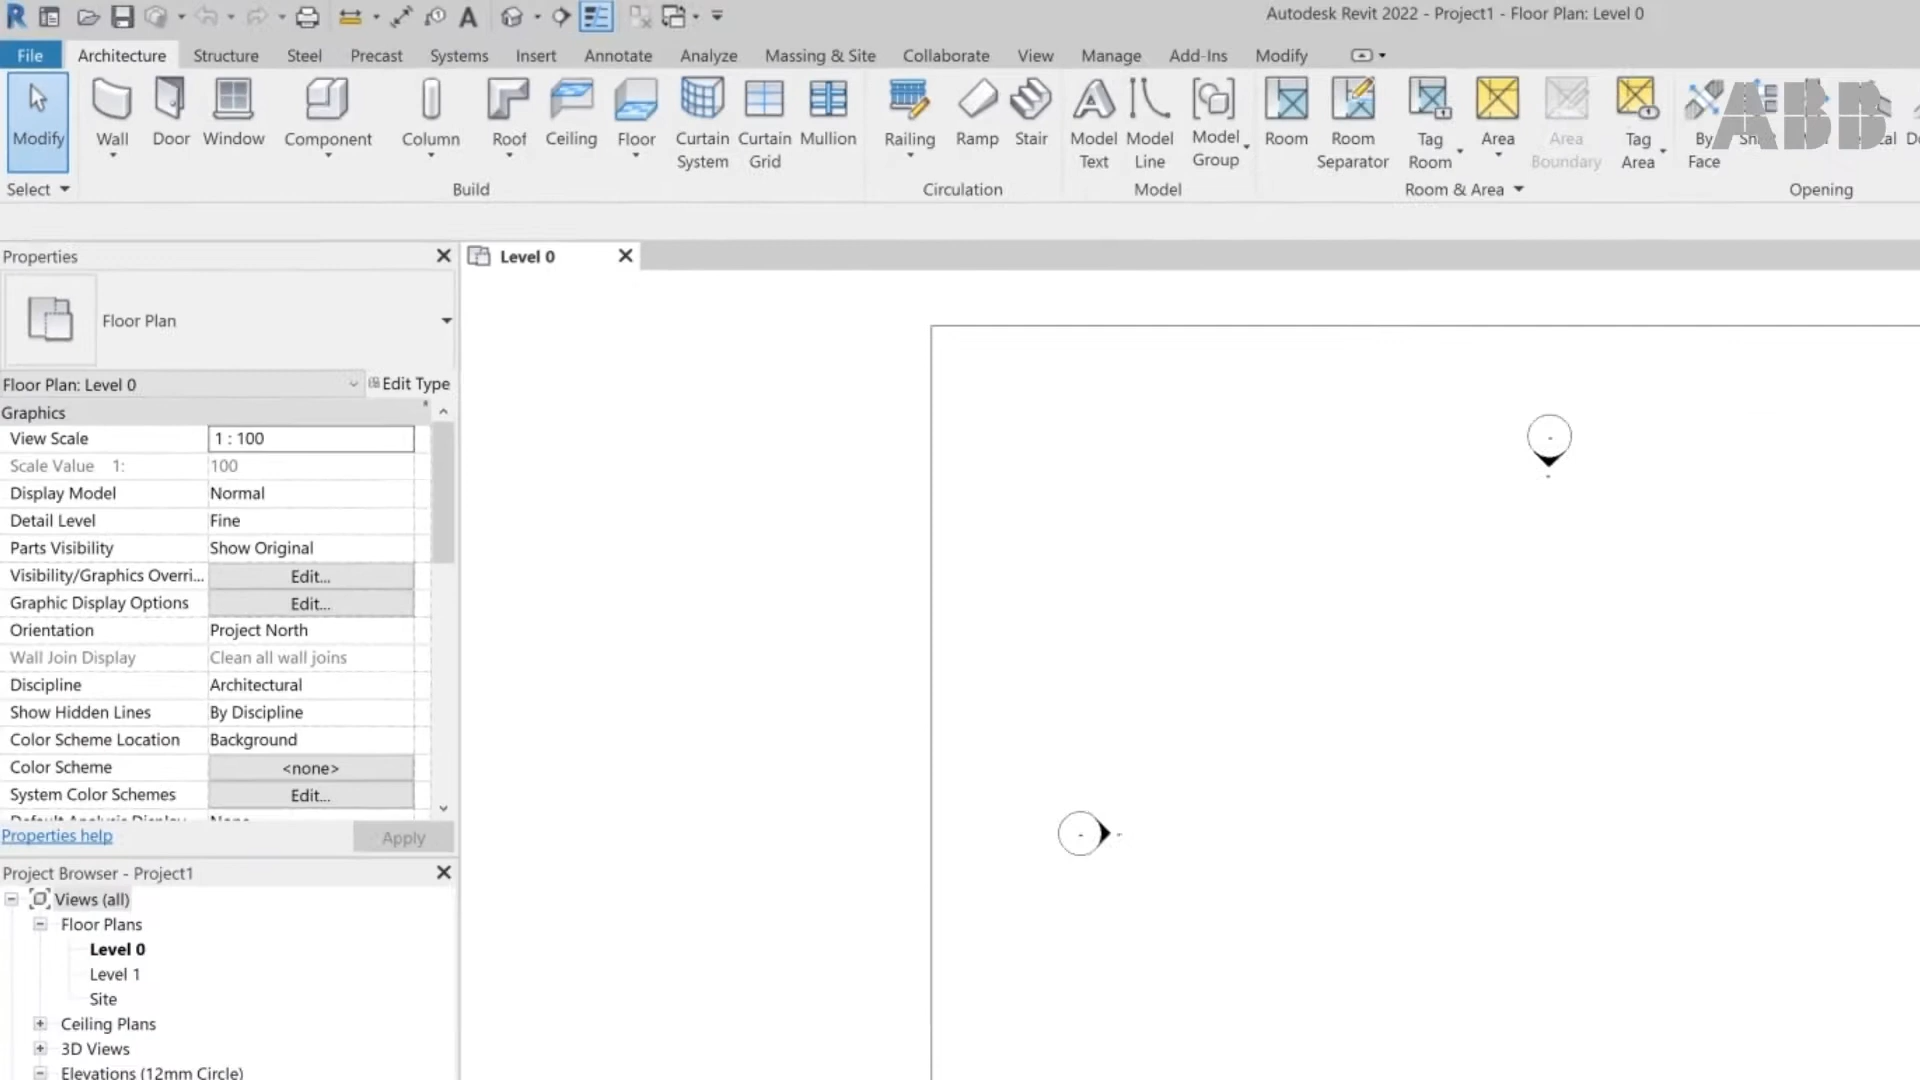 Autodesk Revit 2022 - Project1 - Floor Plan: Level 0
File Architecture Structure Steel Precast Systems Insert Annotate Analyze Massing & Site Collaborate View Manage Add-Ins Modify
Modify Wall Door Window Component Column Roof Ceiling Floor Curtain System Curtain Grid Mullion Railing Ramp Stair Model Text Model Line Model Group Room Room Separator Tag Room Area Area Boundary Tag Area By Face
ABB
Select Build Circulation Model Room & Area Opening
Properties
Level 0
Floor Plan
Floor Plan: Level 0 Edit Type
Graphics
View Scale 1 : 100
Scale Value 1: 100
Display Model Normal
Detail Level Fine
Parts Visibility Show Original
Visibility/Graphics Overri... Edit...
Graphic Display Options Edit...
Orientation Project North
Wall Join Display Clean all wall joins
Discipline Architectural
Show Hidden Lines By Discipline
Color Scheme Location Background
Color Scheme <none>
System Color Schemes Edit...
Default Analysis Display None
Properties help Apply
Project Browser - Project1
Views (all)
Floor Plans
Level 0
Level 1
Site
Ceiling Plans
3D Views
Elevations (12mm Circle)